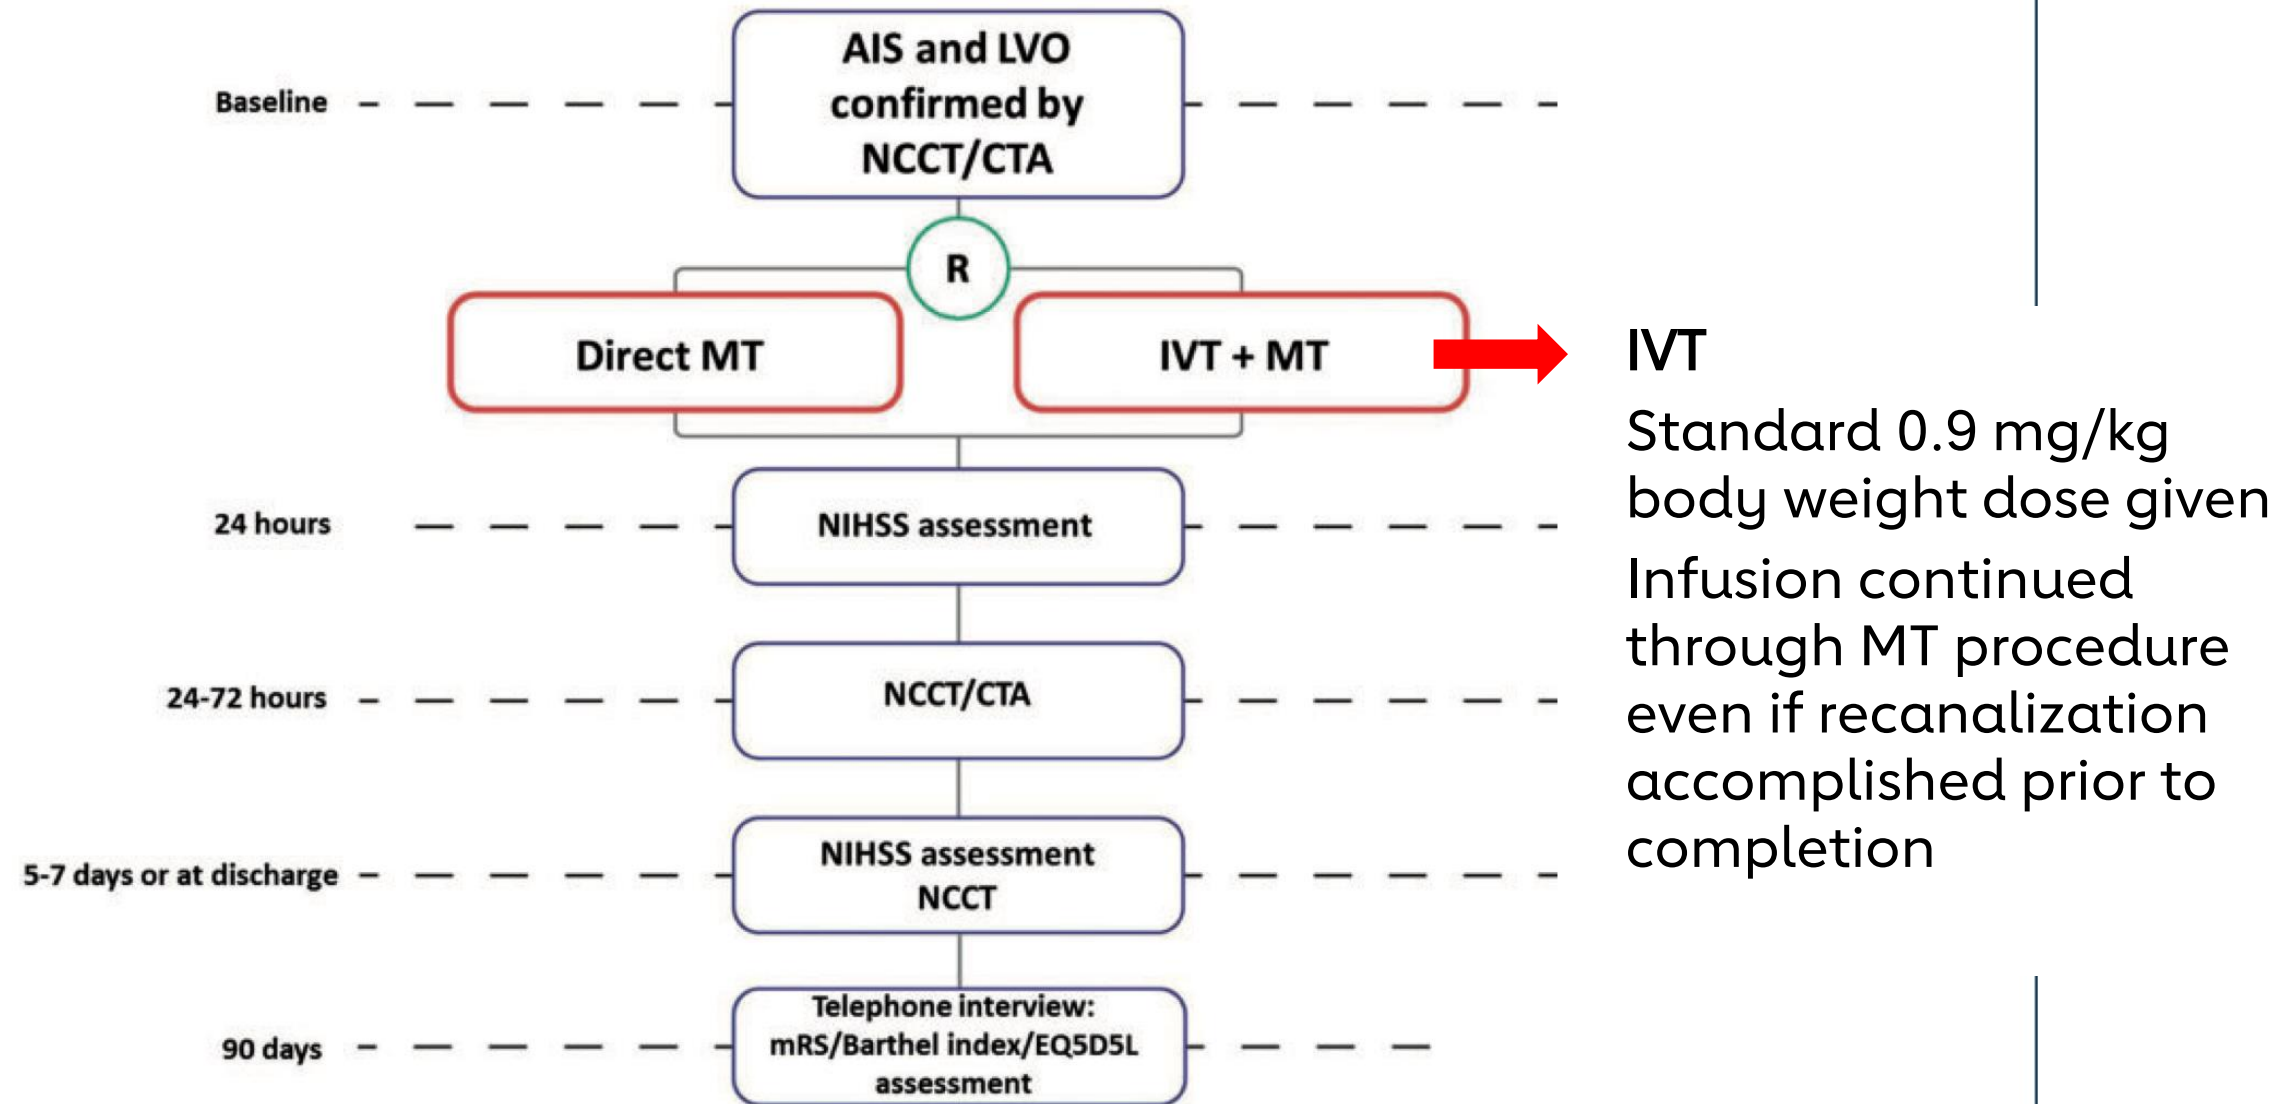 AIS and LVO
confirmed by
NCCT/CTA
Baseline
R
Direct MT
IVT + MT
24 hours
NIHSS assessment
24-72 hours
NCCT/CTA
5-7 days or at discharge
NIHSS assessment
NCCT
90 days
Telephone interview:
mRS/Barthel index/EQ5D5L
assessment
IVT
Standard 0.9 mg/kg
body weight dose given
Infusion continued
through MT procedure
even if recanalization
accomplished prior to
completion